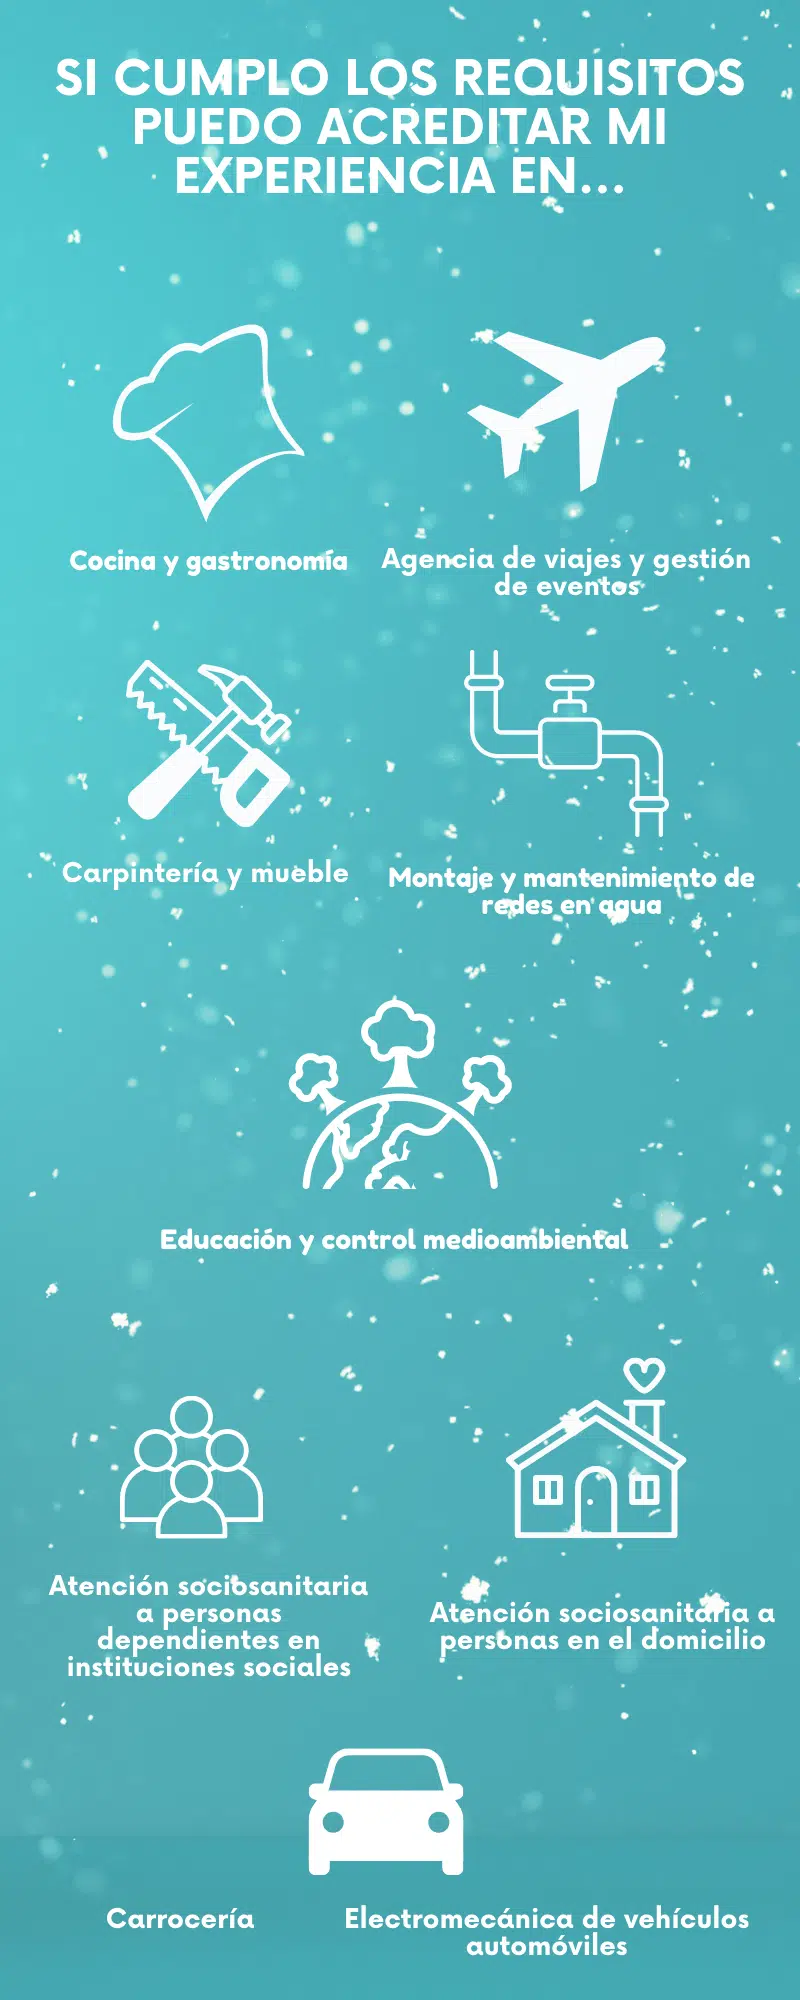 SI CUMPLO LOS REQUISITOS
PUEDO ACREDITAR MI
EXPERIENCIA EN...
Cocina y gastronomía
Agencia de viajes y gestión
de eventos
Carpintería y mueble
Montaje y mantenimiento de
redes en agua
Educación y control medioambiental
Atención sociosanitaria
a personas
dependientes en
instituciones sociales
Atención sociosanitaria a
personas en el domicilio
Carrocería
Electromecánica de vehículos
automóviles